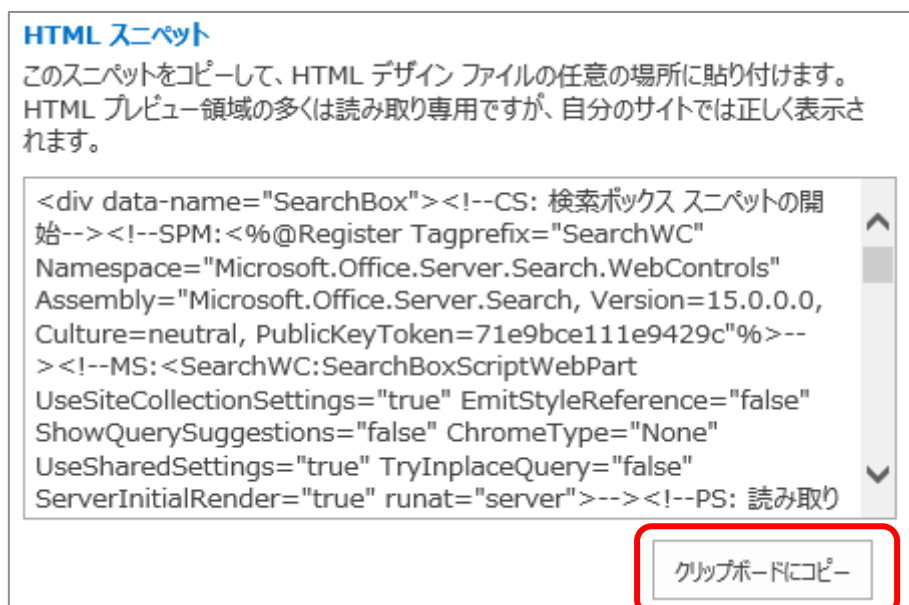 HTML スニペット
このスニペットをコピーして、HTML デザイン ファイルの任意の場所に貼り付けます。
HTML プレビュー領域の多くは読み取り専用ですが、自分のサイトでは正しく表示さ
れます。
<div data-name="SearchBox"><!--CS: 検索ボックス スニペットの開
始--><!--SPM:<%@Register Tagprefix="SearchWC"
Namespace="Microsoft.Office.Server.Search.WebControls"
Assembly="Microsoft.Office.Server.Search, Version=15.0.0.0,
Culture=neutral, PublicKeyToken=71e9bce111e9429c"%>--
><!--MS:<SearchWC:SearchBoxScriptWebPart
UseSiteCollectionSettings="true" EmitStyleReference="false"
ShowQuerySuggestions="false" ChromeType="None"
UseSharedSettings="true" TryInplaceQuery="false"
ServerInitialRender="true" runat="server">--><!--PS: 読み取り
クリップボードにコピー